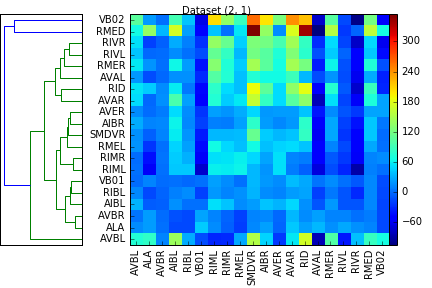 Dataset (2, 1)
VB02
RMED
RIVR
RIVL
RMER
AVAL
RID
AVAR
AVER
AIBR
SMDVR
RMEL
RIMR
RIML
VB01
RIBL
AIBL
AVBR
ALA
AVBL
300
240
180
120
60
0
−60
AVBL
ALA
AVBR
AIBL
RIBL
VB01
RIML
RIMR
RMEL
SMDVR
AIBR
AVER
AVAR
RID
AVAL
RMER
RIVL
RIVR
RMED
VB02